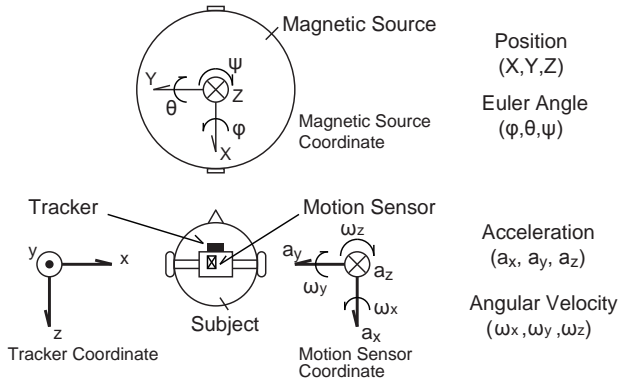 Magnetic Source
Position
(X,Y,Z)
Euler Angle
(φ,θ,ψ)
Y
ψ
Z
θ
φ
X
Magnetic Source
Coordinate
Tracker
Motion Sensor
Acceleration
(ax, ay, az)
Angular Velocity
(ωx,ωy,ωz)
y
x
z
Tracker Coordinate
Subject
ωz
ay
az
ωy
ωx
ax
Motion Sensor
Coordinate